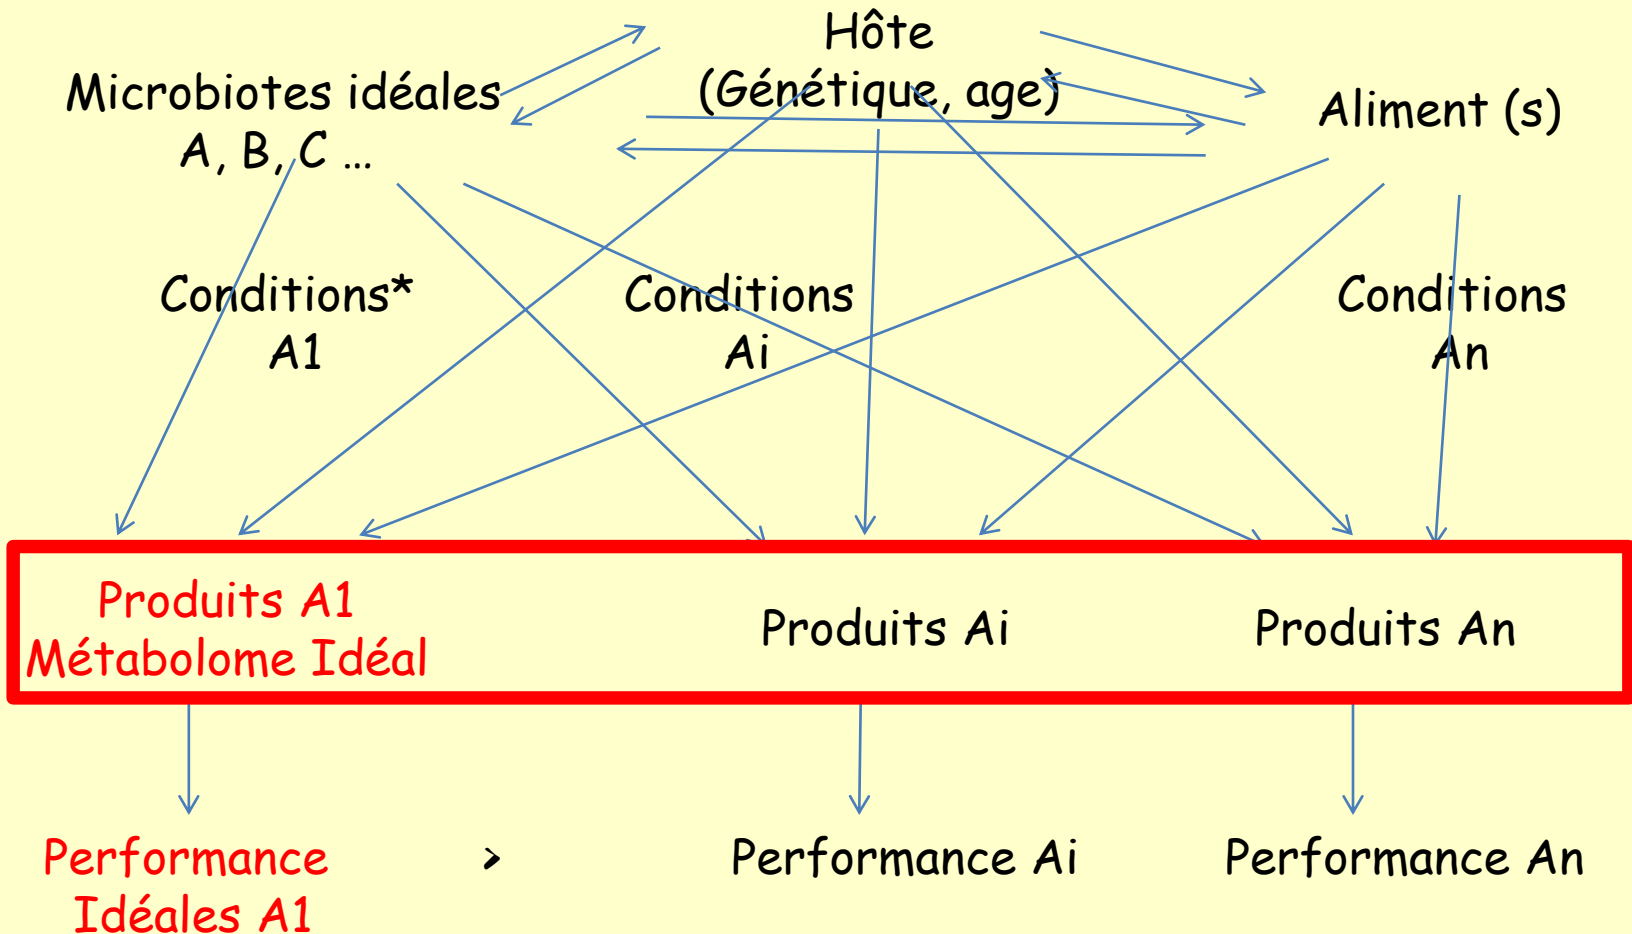 Hôte
(Génétique, age)
Microbiotes idéales
A, B, C …
Aliment (s)
Conditions*
A1
Conditions
Ai
Conditions
An
Produits A1
Métabolome Idéal
Produits Ai
Produits An
Performance
Idéales A1
>
Performance Ai
Performance An